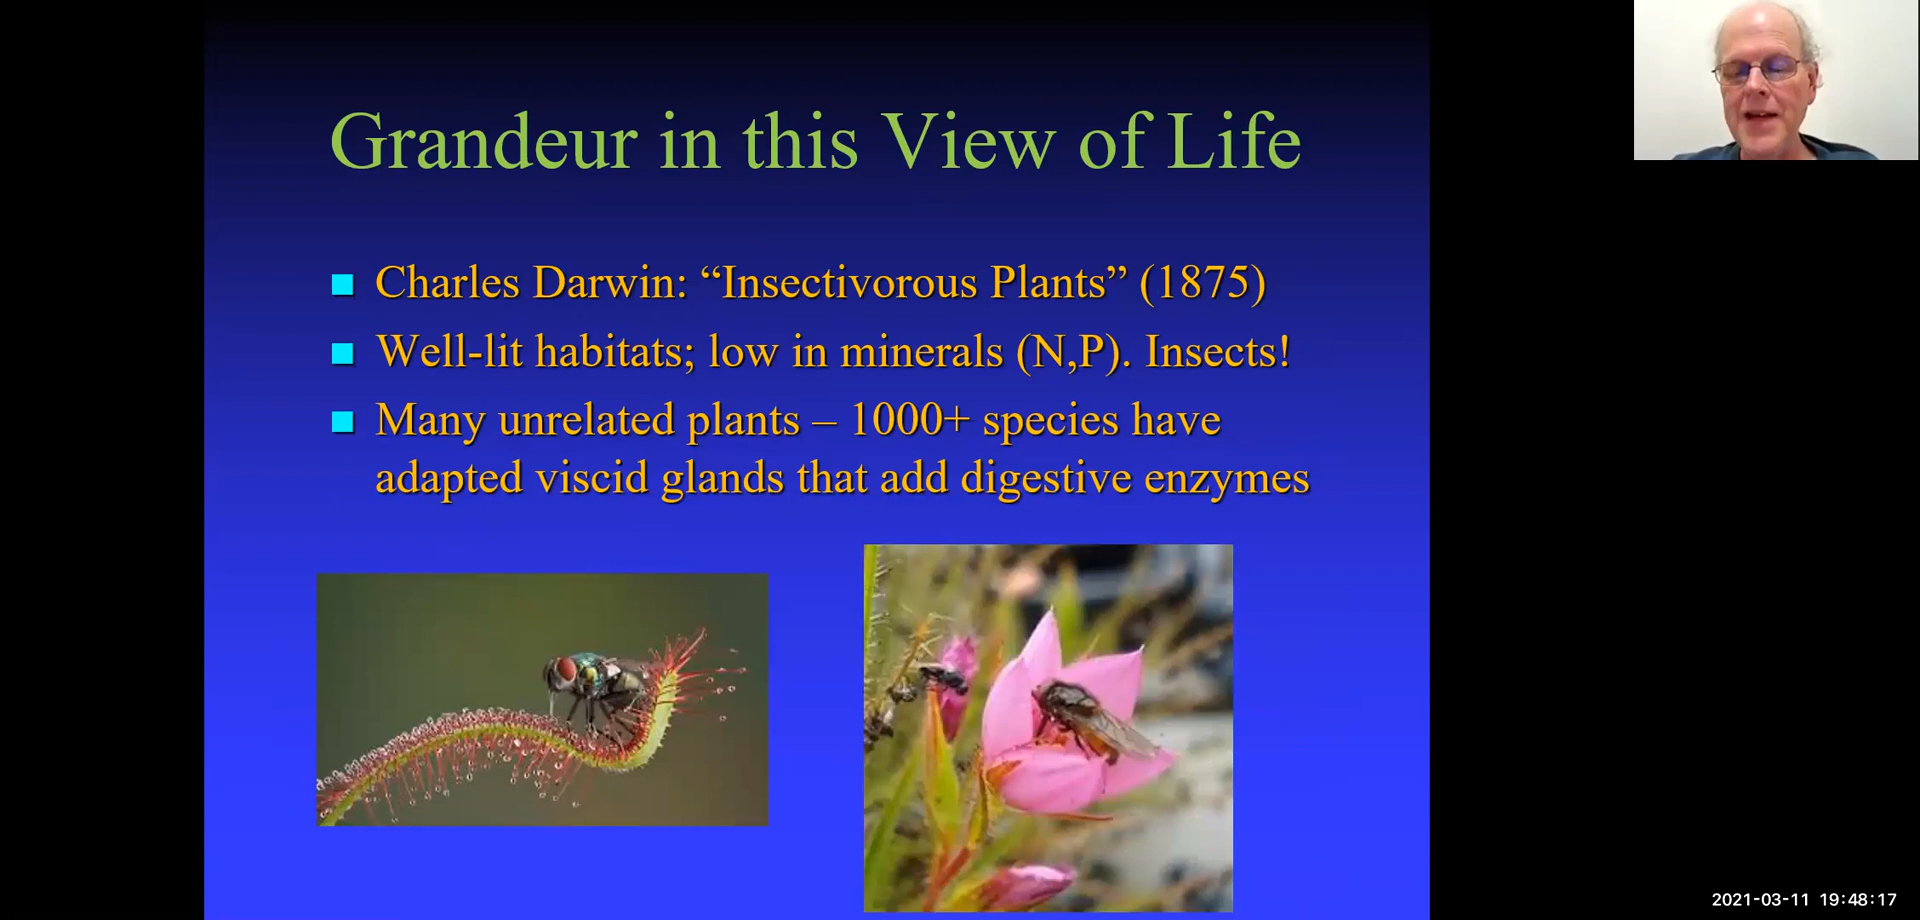 Grandeur in this View of Life
Charles Darwin: “Insectivorous Plants” (1875)
Well-lit habitats; low in minerals (N,P). Insects!
Many unrelated plants – 1000+ species have
adapted viscid glands that add digestive enzymes
2021-03-11 19:48:17